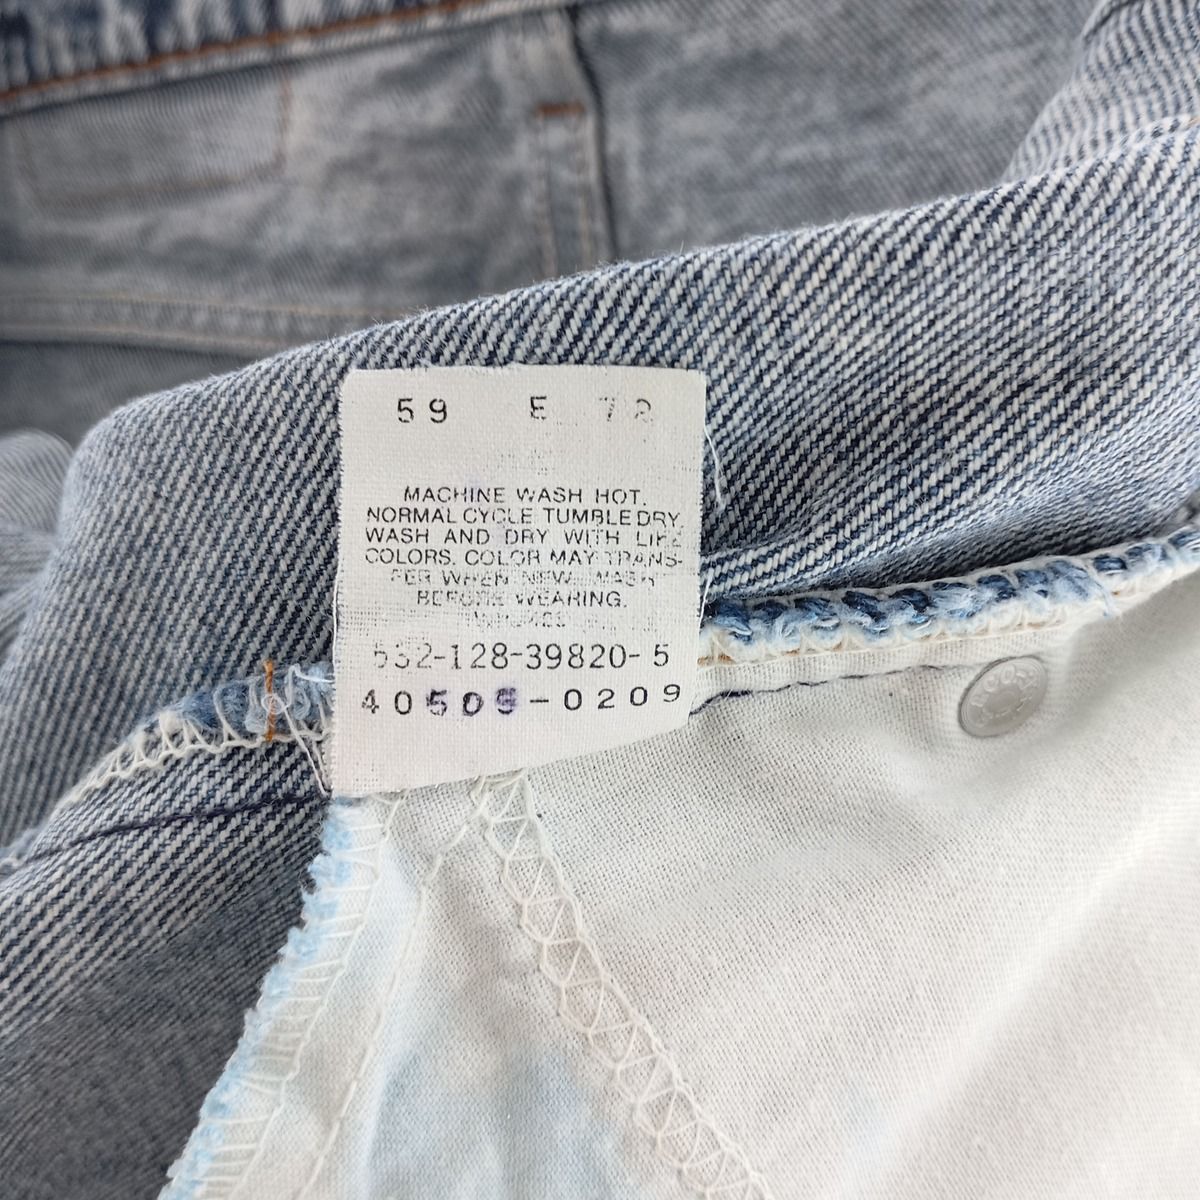 59 E 72
MACHINE WASH HOT.
NORMAL CYCLE TUMBLE DRY.
WASH AND DRY WITH LIKE
COLORS. COLOR MAY TRANS-
FER WHEN NEW. WASH
BEFORE WEARING.
532-128-39820-5
40505-0209